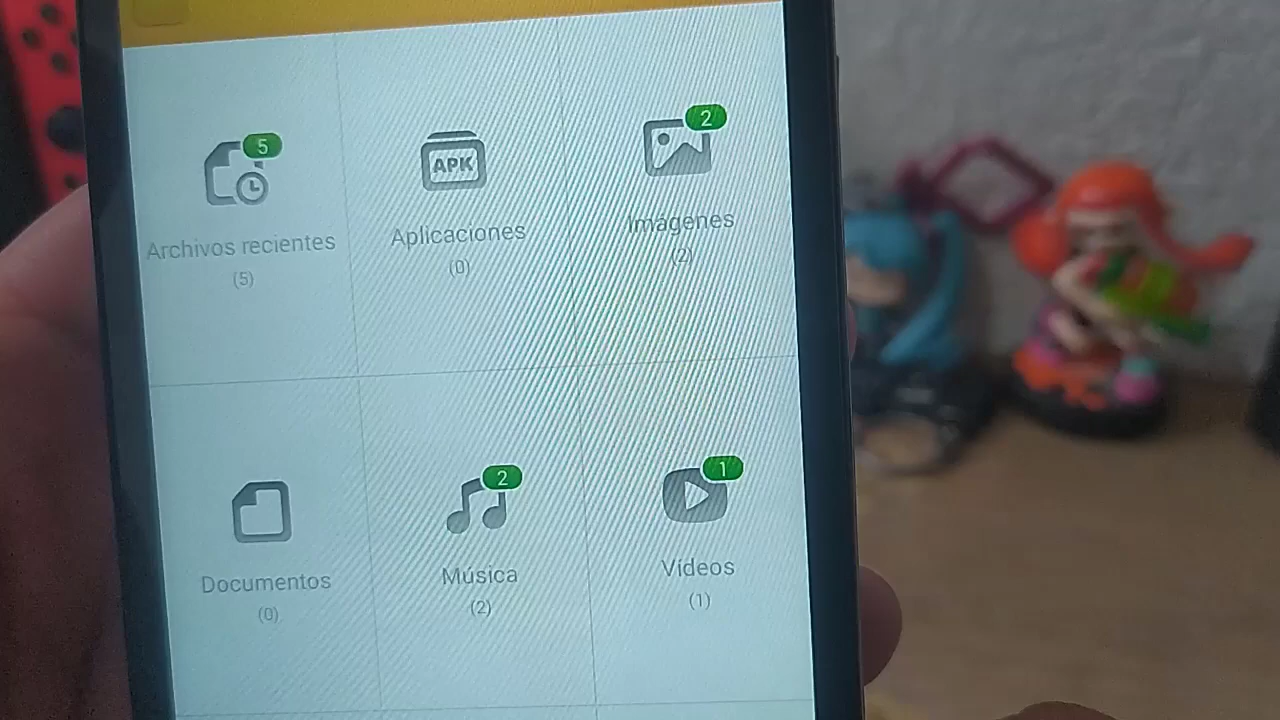 5
APK
2
Archivos recientes
(5)
Aplicaciones
(0)
Imágenes
(2)
2
1
Documentos
(0)
Música
(2)
Vídeos
(1)